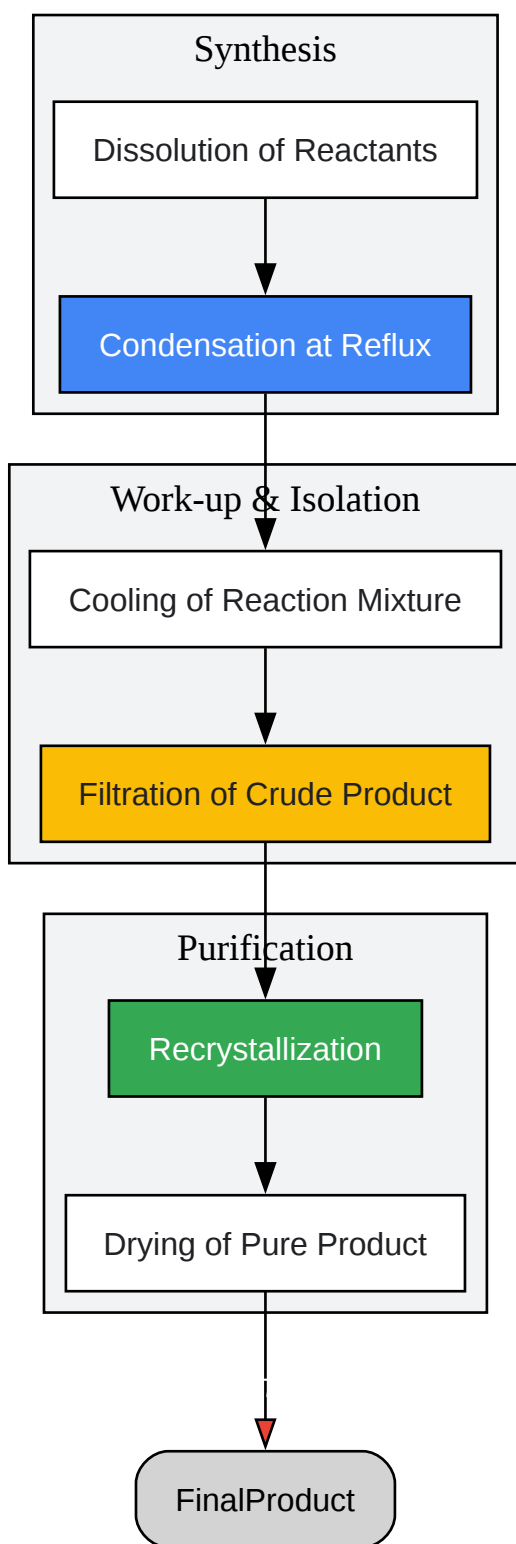 Synthesis
Dissolution of Reactants
Condensation at Reflux
Work-up & Isolation
Cooling of Reaction Mixture
Filtration of Crude Product
Purification
Recrystallization
Drying of Pure Product
FinalProduct